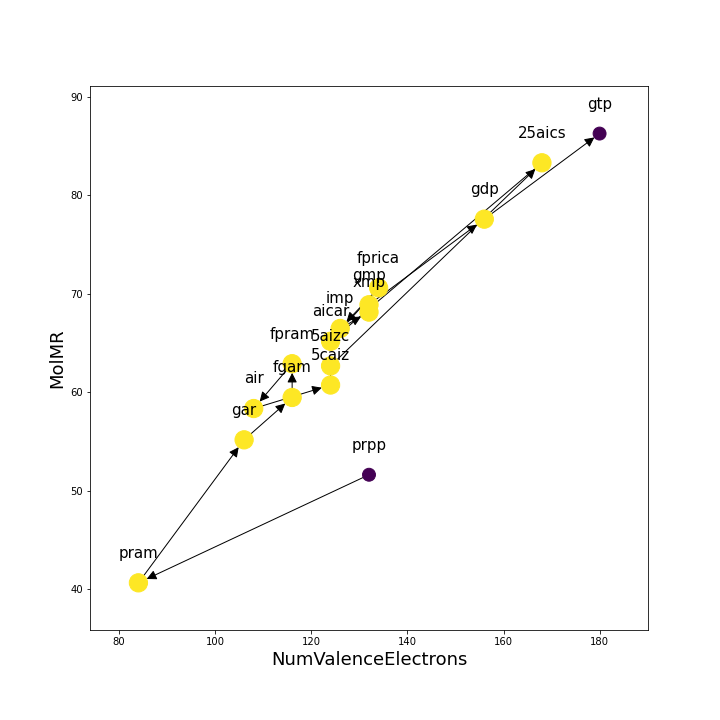 90
80
70
60
50
40
MolMR
gtp
25aics
gdp
fprica
gmp
xmp
imp
aicar
5aizc
fpram
5caiz
fgam
air
gar
prpp
pram
80
100
120
140
160
180
NumValenceElectrons